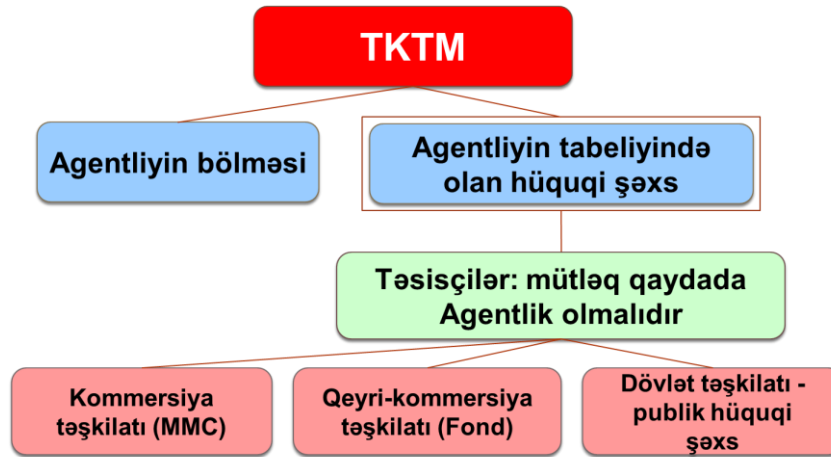 TKTM
Agentliyin bölməsi
Agentliyin tabeliyində
olan hüquqi şəxs
Təsisçilər: mütləq qaydada
Agentlik olmalıdır
Kommersiya
təşkilatı (MMC)
Qeyri-kommersiya
təşkilatı (Fond)
Dövlət təşkilatı -
publik hüquqi
şəxs